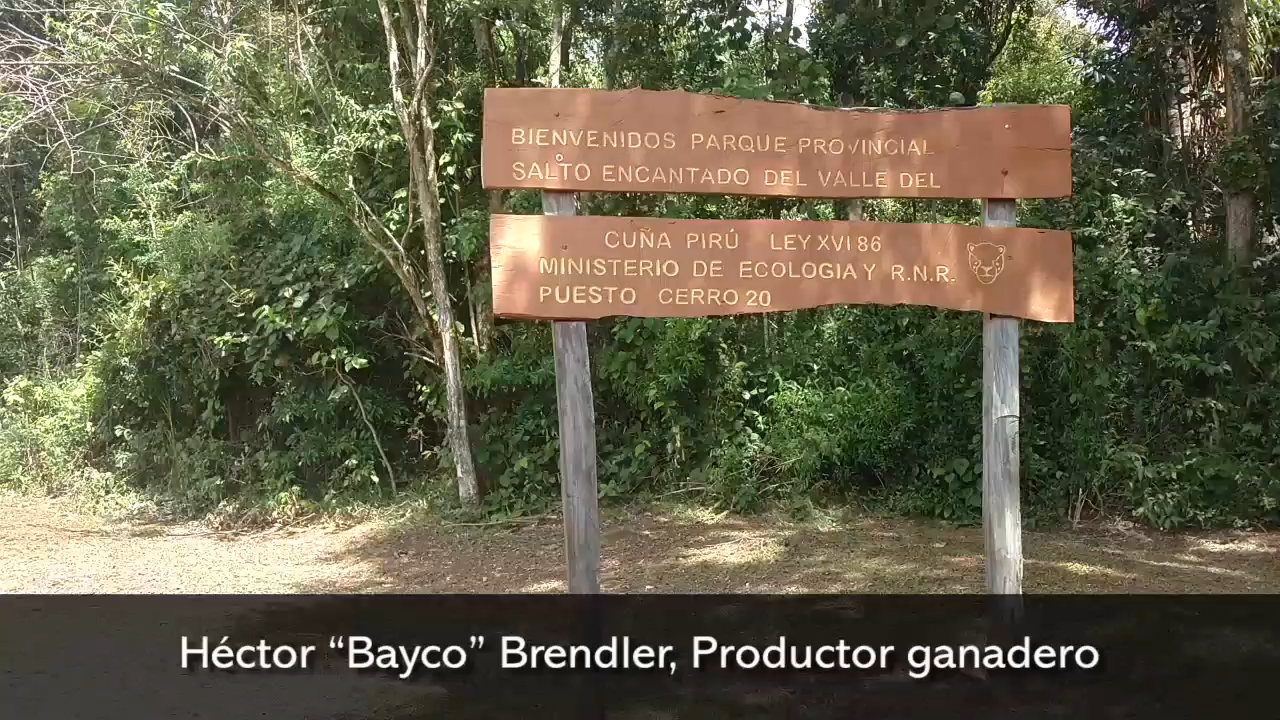 BIENVENIDOS PARQUE PROVINCIAL
SALTO ENCANTADO DEL VALLE DEL
CUÑA PIRÚ LEY XVI 86
MINISTERIO DE ECOLOGIA Y R.N.R.
PUESTO CERRO 20
Héctor “Bayco” Brendler, Productor ganadero